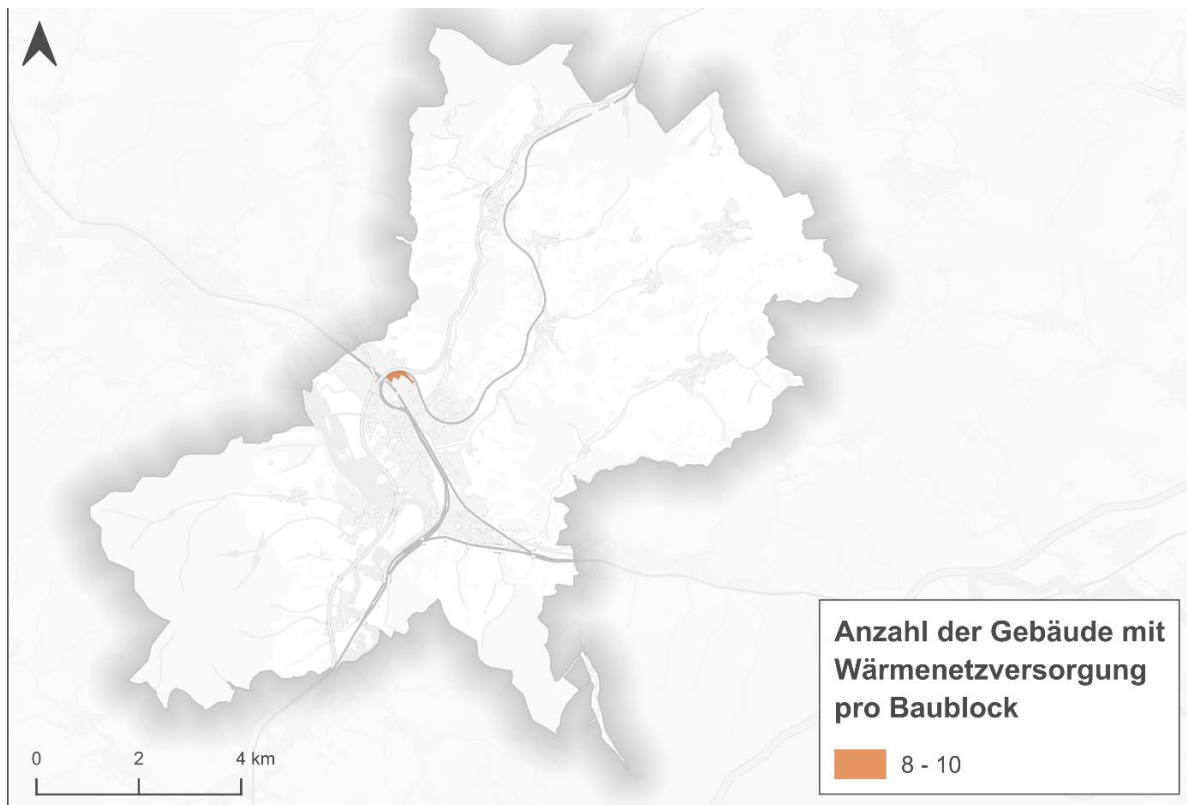 Anzahl der Gebäude mit
Wärmenetzversorgung
pro Baublock
8 - 10
0 2 4 km